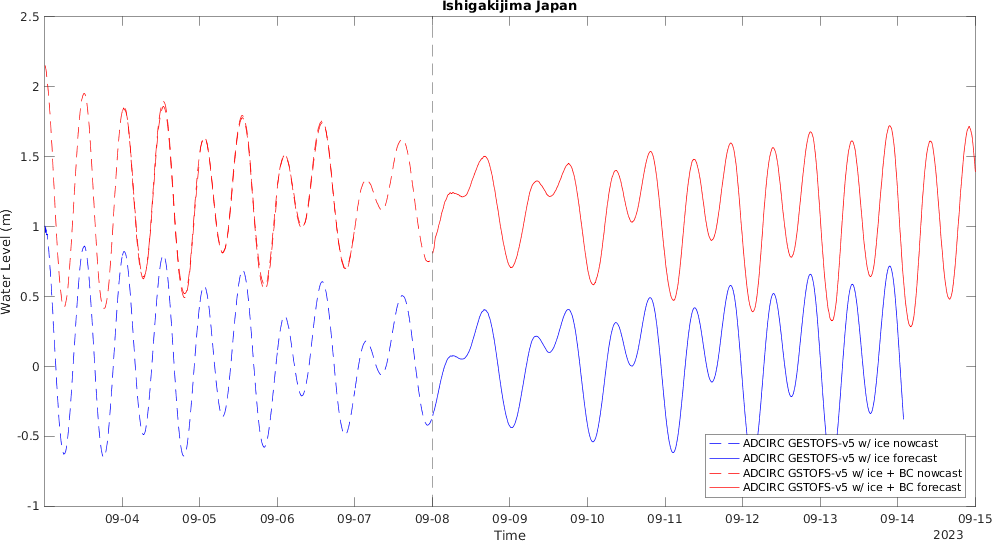 Ishigakijima Japan
2.5
2
1.5
1
0.5
0
-0.5
-1
Water Level (m)
09-04 09-05 09-06 09-07 09-08 09-09 09-10 09-11 09-12 09-13 09-14 09-15
Time
2023
ADCIRC GESTOFS-v5 w/ ice nowcast
ADCIRC GESTOFS-v5 w/ ice forecast
ADCIRC GSTOFS-v5 w/ ice + BC nowcast
ADCIRC GSTOFS-v5 w/ ice + BC forecast